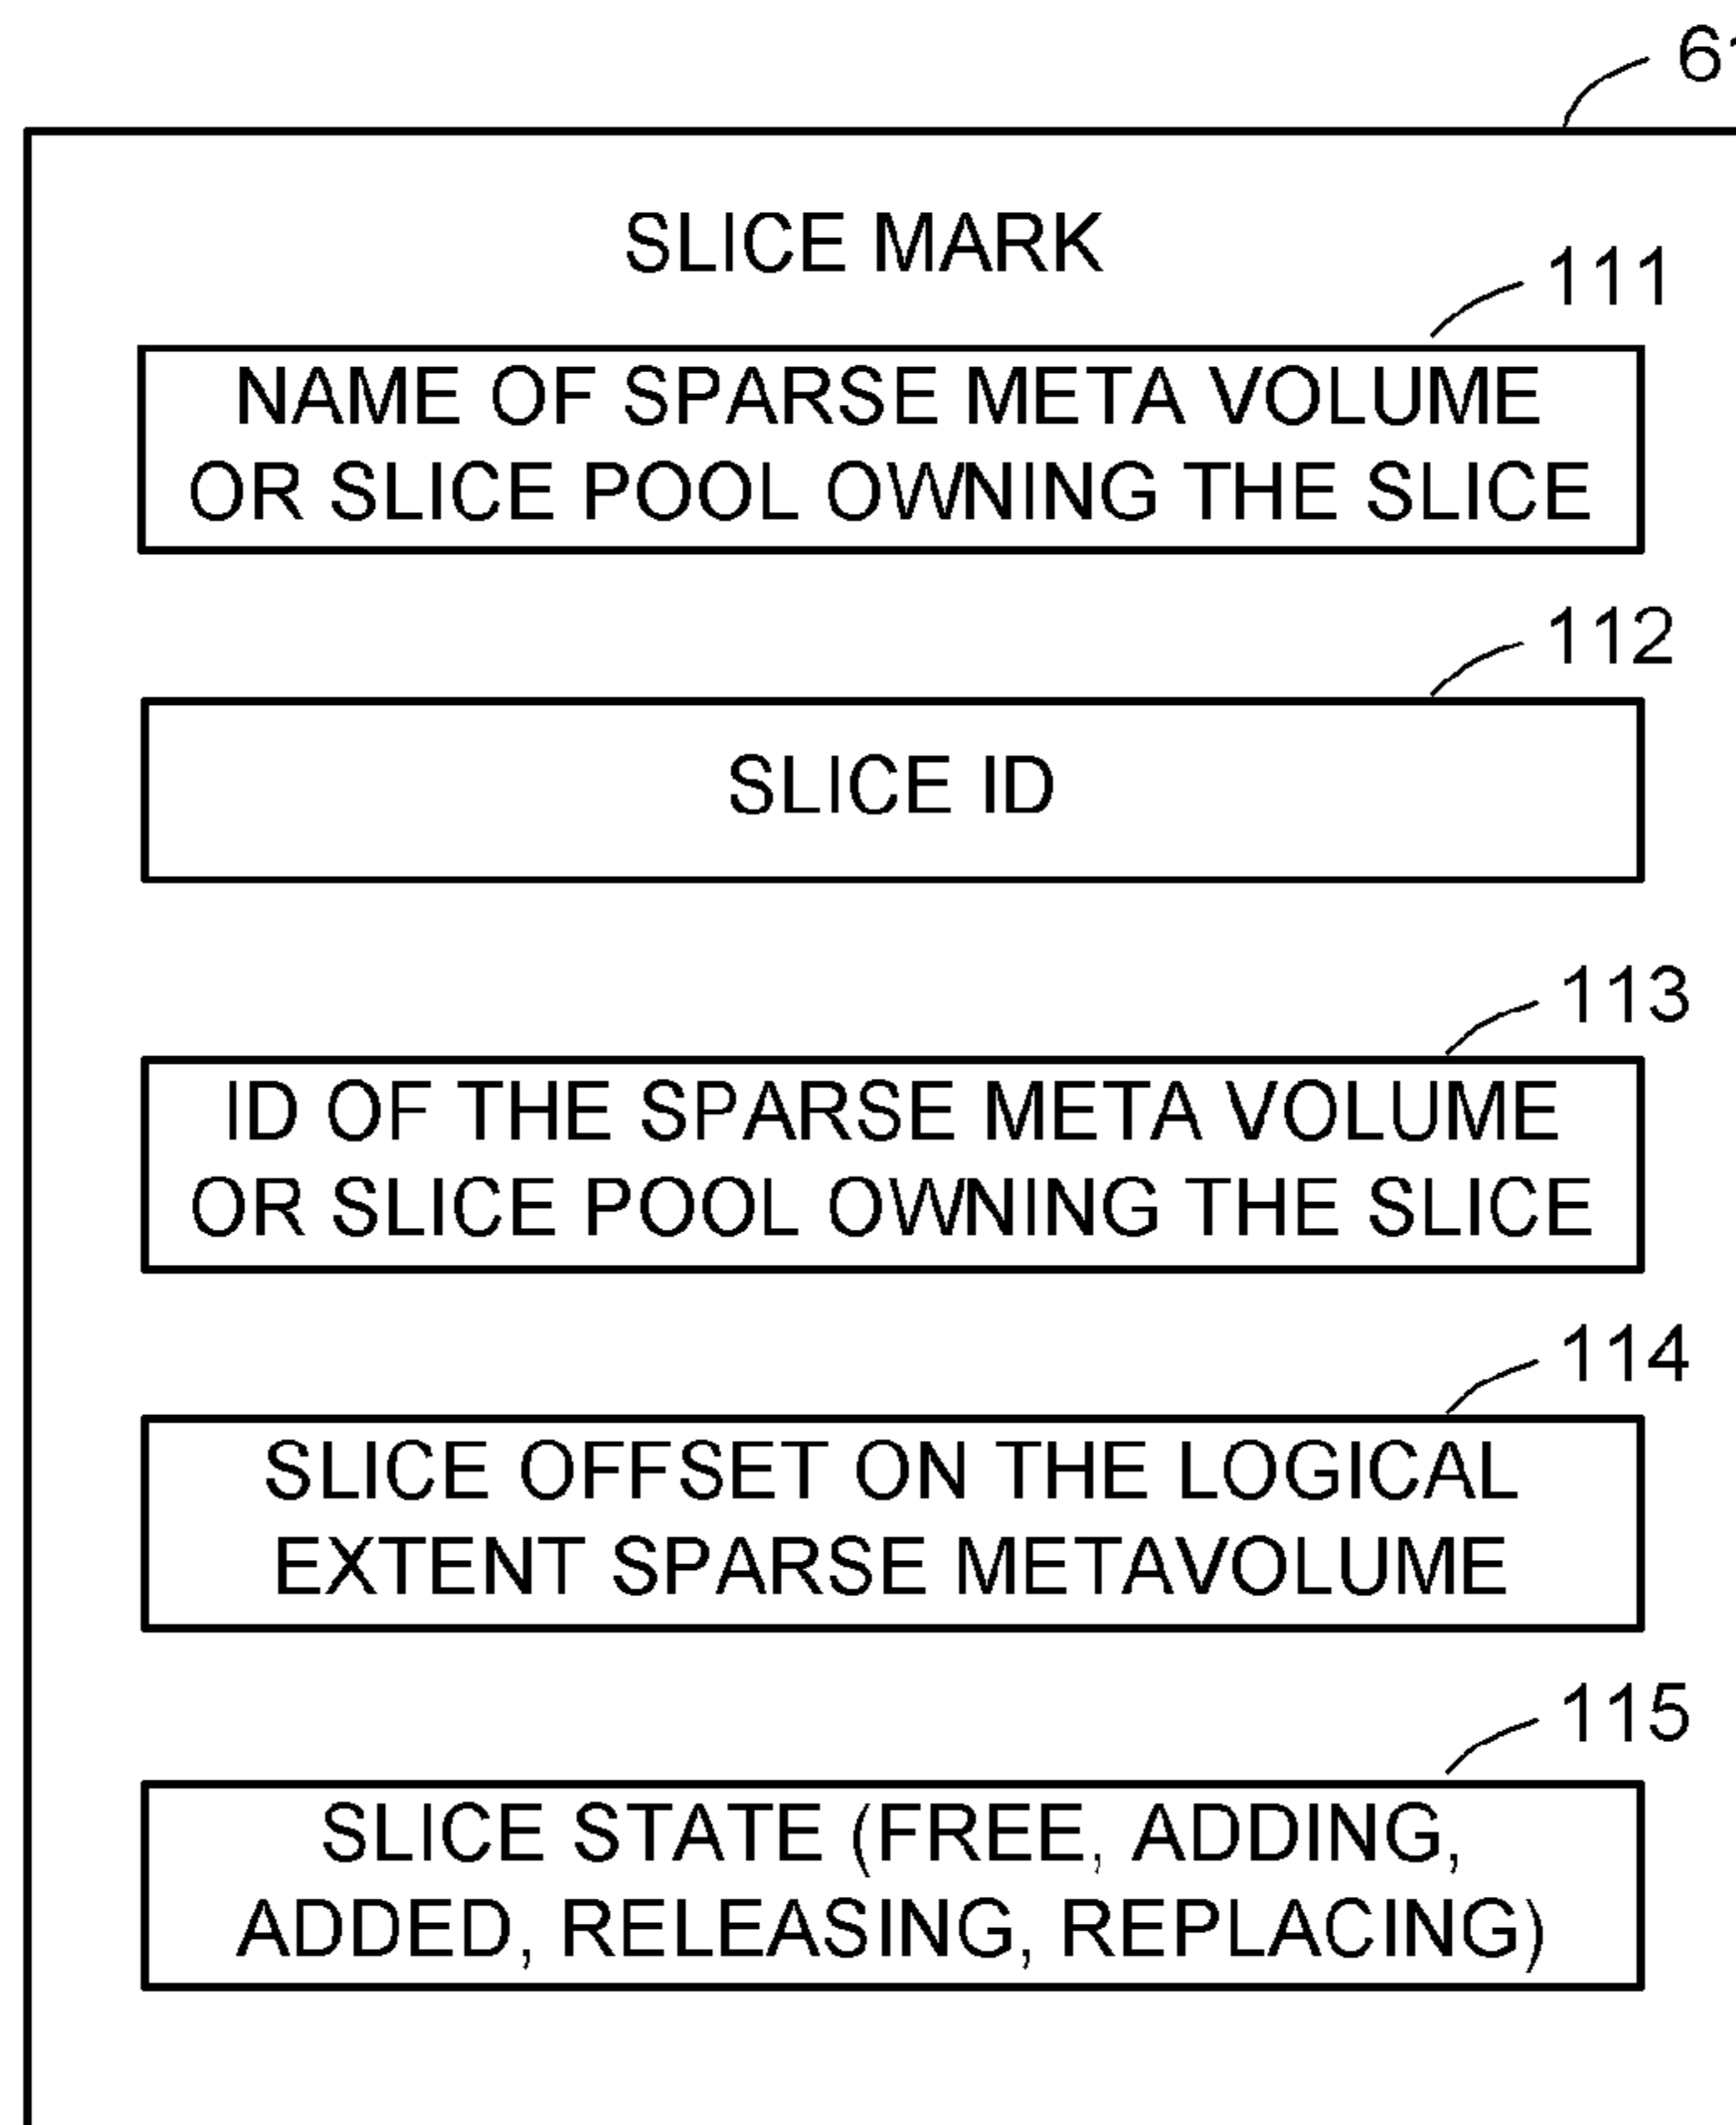 61
SLICE MARK
111
NAME OF SPARSE META VOLUME
OR SLICE POOL OWNING THE SLICE
112
SLICE ID
113
ID OF THE SPARSE META VOLUME
OR SLICE POOL OWNING THE SLICE
114
SLICE OFFSET ON THE LOGICAL
EXTENT SPARSE METAVOLUME
115
SLICE STATE (FREE, ADDING,
ADDED, RELEASING, REPLACING)